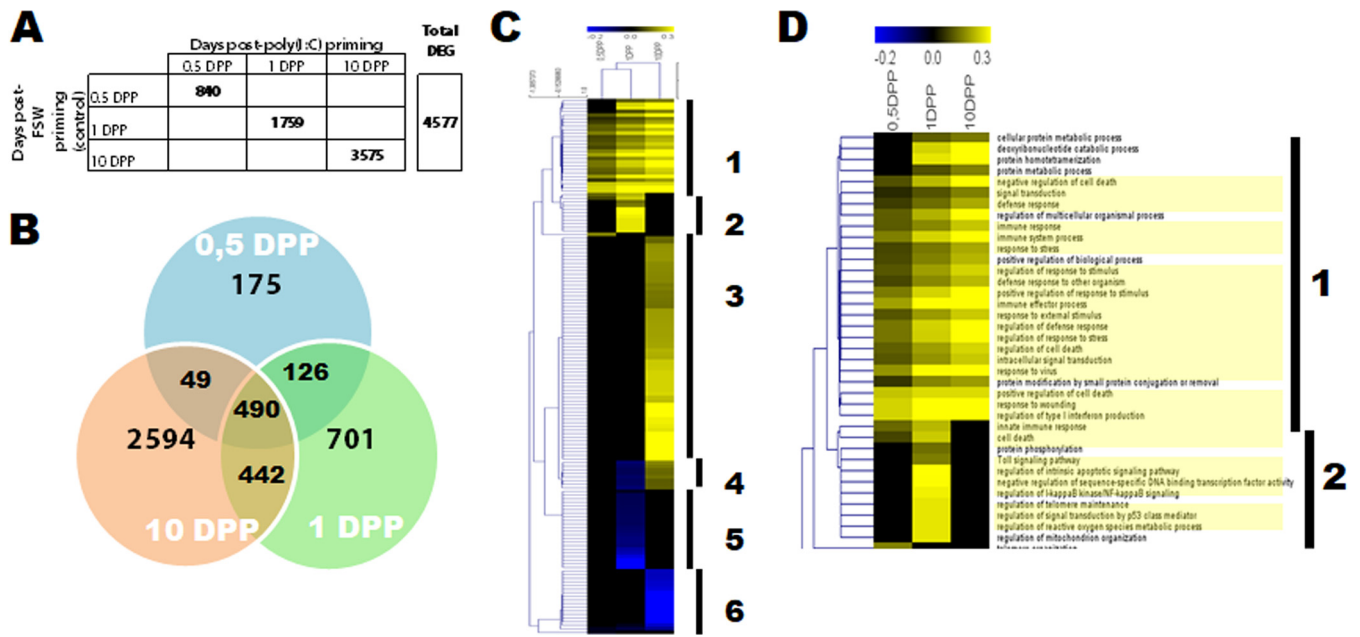 A
Days post-poly(I:C) priming
Total
DEG
0.5 DPP
1 DPP
10 DPP
Days post-
FSW
priming
(control)
0.5 DPP
840
1 DPP
1759
4577
10 DPP
3575
B
0,5 DPP
175
49
126
490
2594
701
442
10 DPP
1 DPP
C
0,5DPP
1DPP
10DPP
1
2
3
4
5
6
D
-0.2
0.0
0.3
0,5DPP
1DPP
10DPP
cellular protein metabolic process
deoxyribonucleotide catabolic process
protein homotetramerization
protein metabolic process
negative regulation of cell death
signal transduction
defense response
regulation of multicellular organismal process
immune response
immune system process
response to stress
positive regulation of biological process
regulation of response to stimulus
defense response to other organism
positive regulation of response to stimulus
immune effector process
response to external stimulus
regulation of defense response
regulation of response to stress
regulation of cell death
intracellular signal transduction
response to virus
protein modification by small protein conjugation or removal
positive regulation of cell death
response to wounding
regulation of type I interferon production
innate immune response
cell death
protein phosphorylation
Toll signaling pathway
regulation of intrinsic apoptotic signaling pathway
negative regulation of sequence-specific DNA binding transcription factor activity
regulation of I-kappaB kinase/NF-kappaB signaling
regulation of telomere maintenance
regulation of signal transduction by p53 class mediator
regulation of reactive oxygen species metabolic process
regulation of mitochondrion organization
telomere organization
1
2